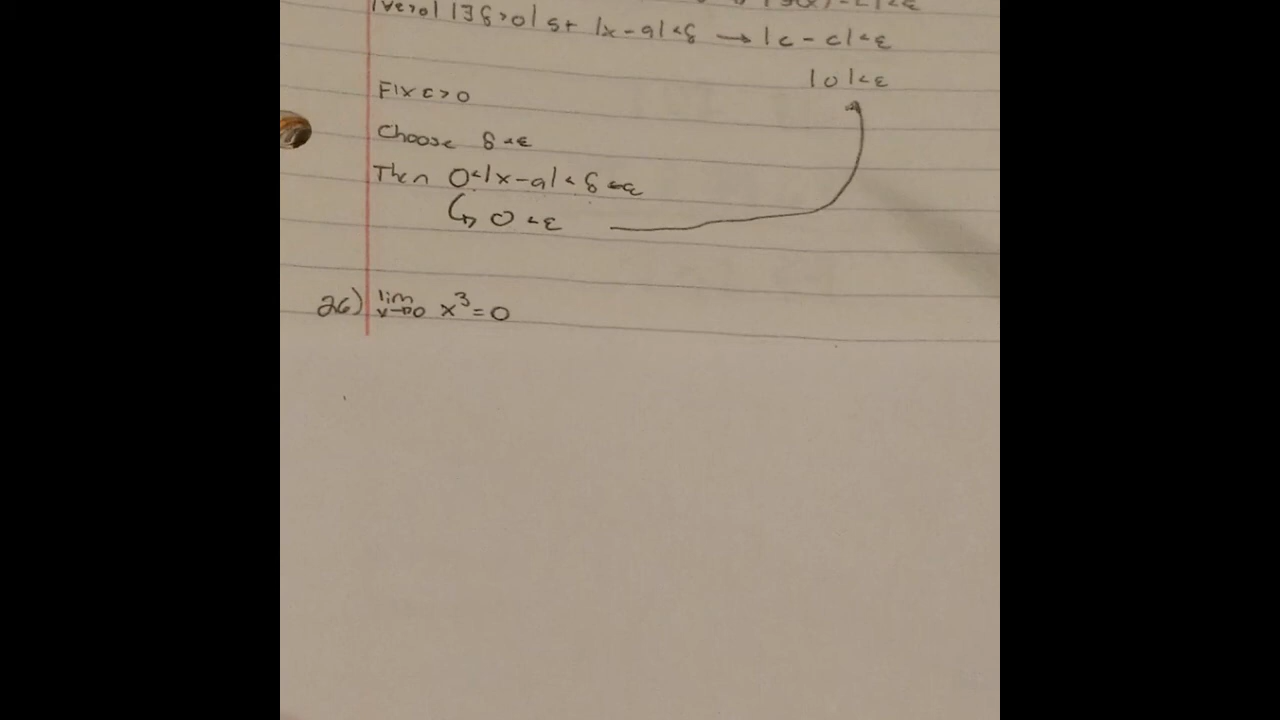 |∀ε>0| |∃δ>0| st |x-a|<δ → |c-c|<ε
|0|<ε
Fix ε>0
Choose δ<ε
Then 0<|x-a|<δ<ε
↳ 0<ε
26) lim x→0 x³=0